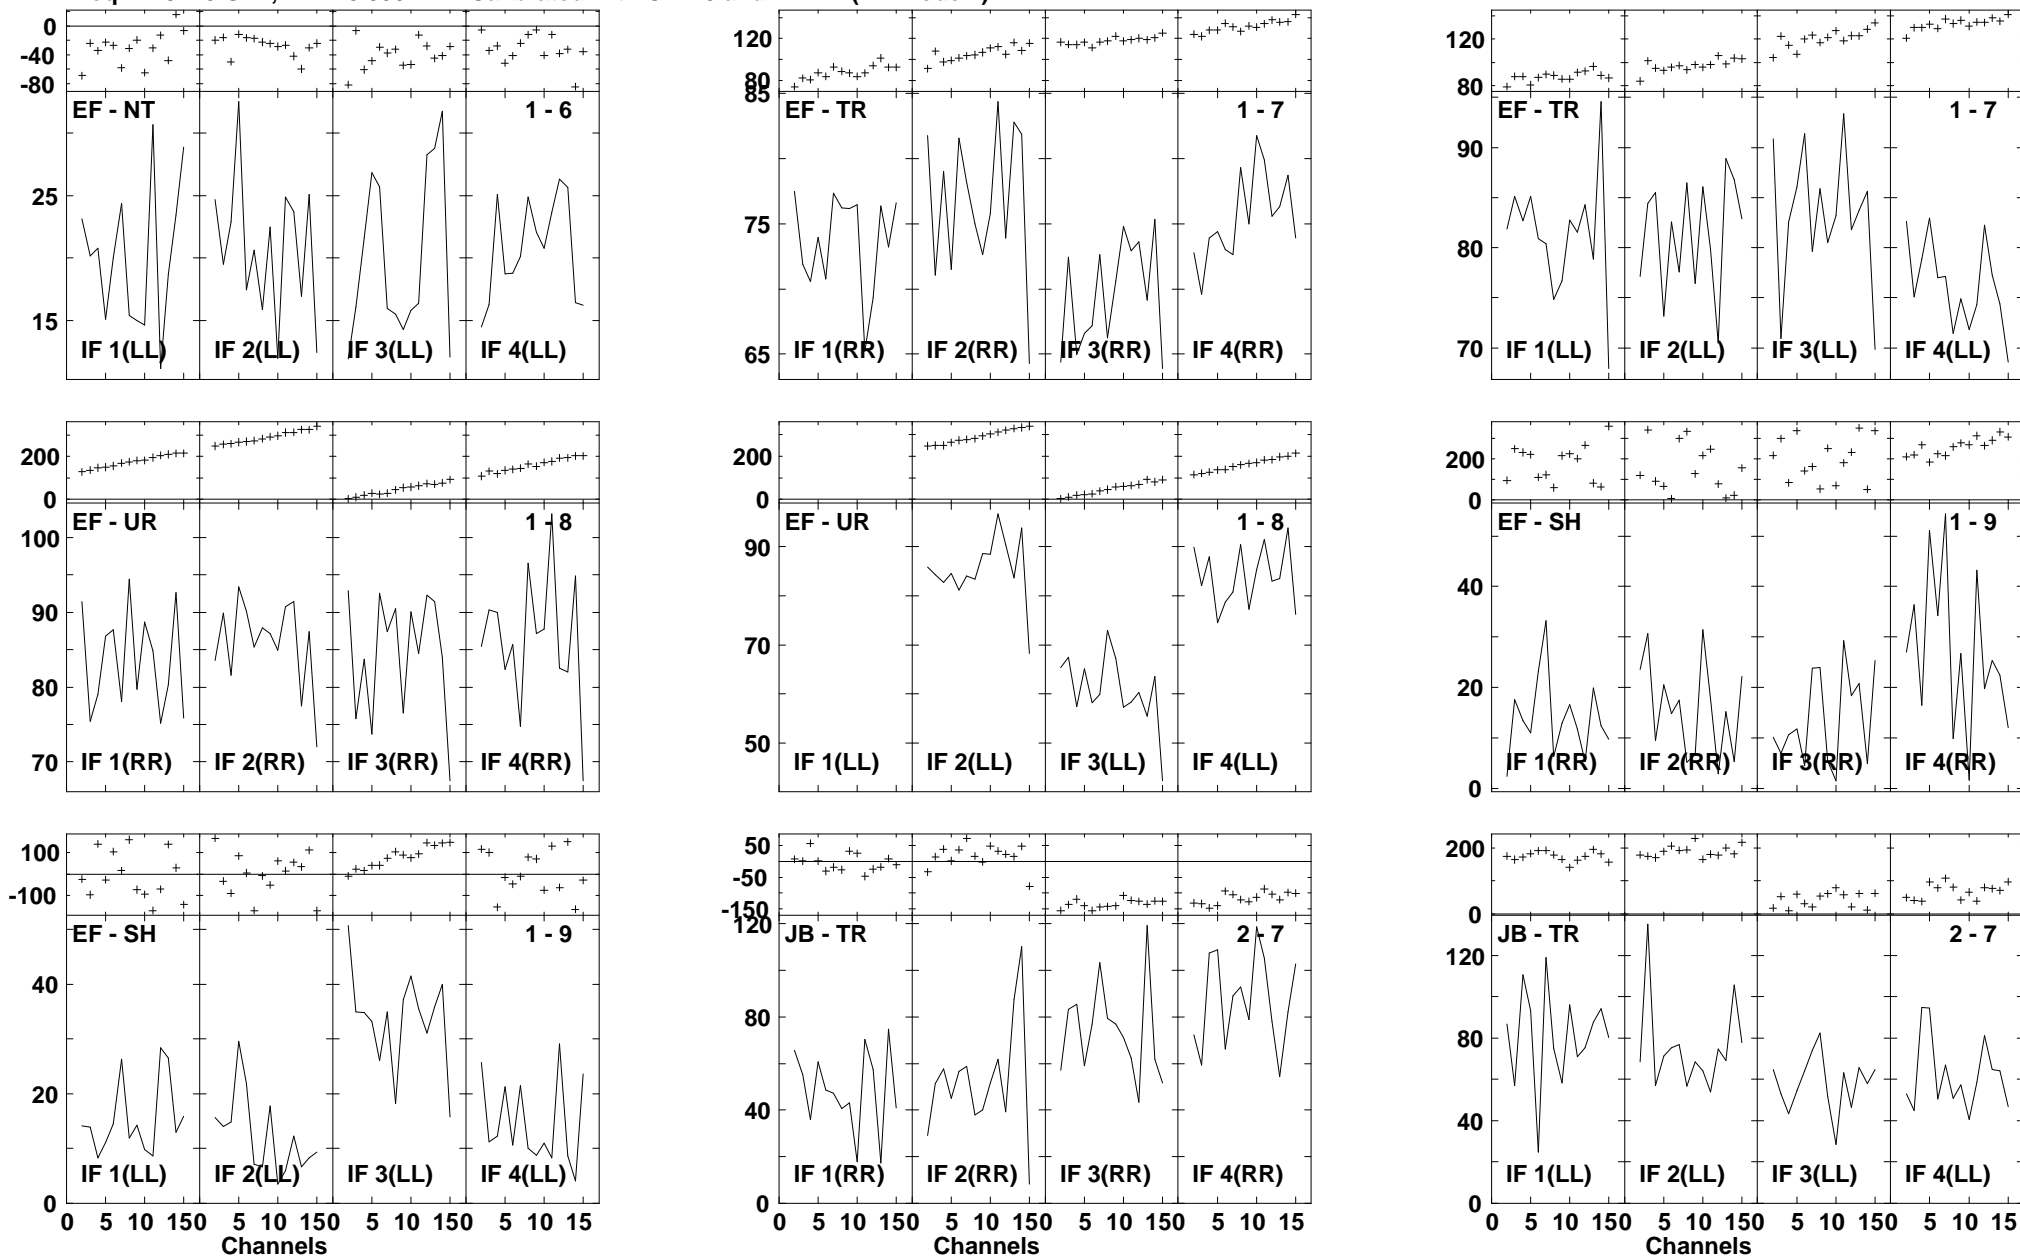 0
-40
-80
EF - NT
1 - 6
25
15
IF 1(LL)
IF 2(LL)
IF 3(LL)
IF 4(LL)
120
80
85
EF - TR
1 - 7
75
65
IF 1(RR)
IF 2(RR)
IF 3(RR)
IF 4(RR)
120
80
EF - TR
1 - 7
90
80
70
IF 1(LL)
IF 2(LL)
IF 3(LL)
IF 4(LL)
200
0
EF - UR
1 - 8
100
90
80
70
IF 1(RR)
IF 2(RR)
IF 3(RR)
IF 4(RR)
200
0
EF - UR
1 - 8
90
70
50
IF 1(LL)
IF 2(LL)
IF 3(LL)
IF 4(LL)
200
0
EF - SH
1 - 9
40
20
0
IF 1(RR)
IF 2(RR)
IF 3(RR)
IF 4(RR)
100
-100
EF - SH
1 - 9
40
20
0
IF 1(LL)
IF 2(LL)
IF 3(LL)
IF 4(LL)
0 5 10 15 0 5 10 15 0 5 10 15 0 5 10 15
Channels
50
-50
-150
120
JB - TR
2 - 7
80
40
0
IF 1(RR)
IF 2(RR)
IF 3(RR)
IF 4(RR)
0 5 10 15 0 5 10 15 0 5 10 15 0 5 10 15
Channels
200
0
JB - TR
2 - 7
120
80
40
0
IF 1(LL)
IF 2(LL)
IF 3(LL)
IF 4(LL)
0 5 10 15 0 5 10 15 0 5 10 15 0 5 10 15
Channels